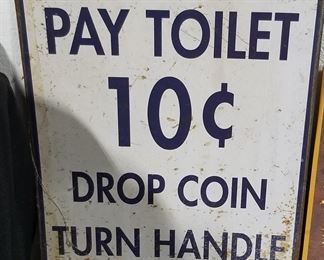 PAY TOILET
10¢
DROP COIN
TURN HANDLE